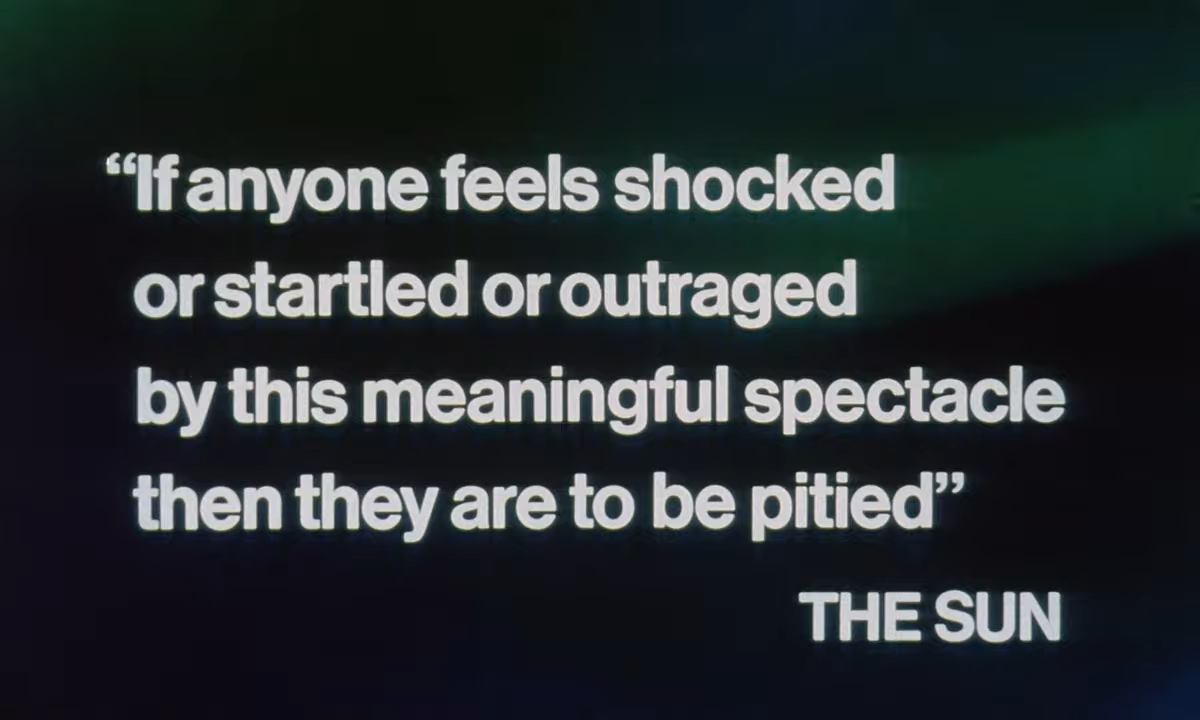 “If anyone feels shocked
or startled or outraged
by this meaningful spectacle
then they are to be pitied”
THE SUN